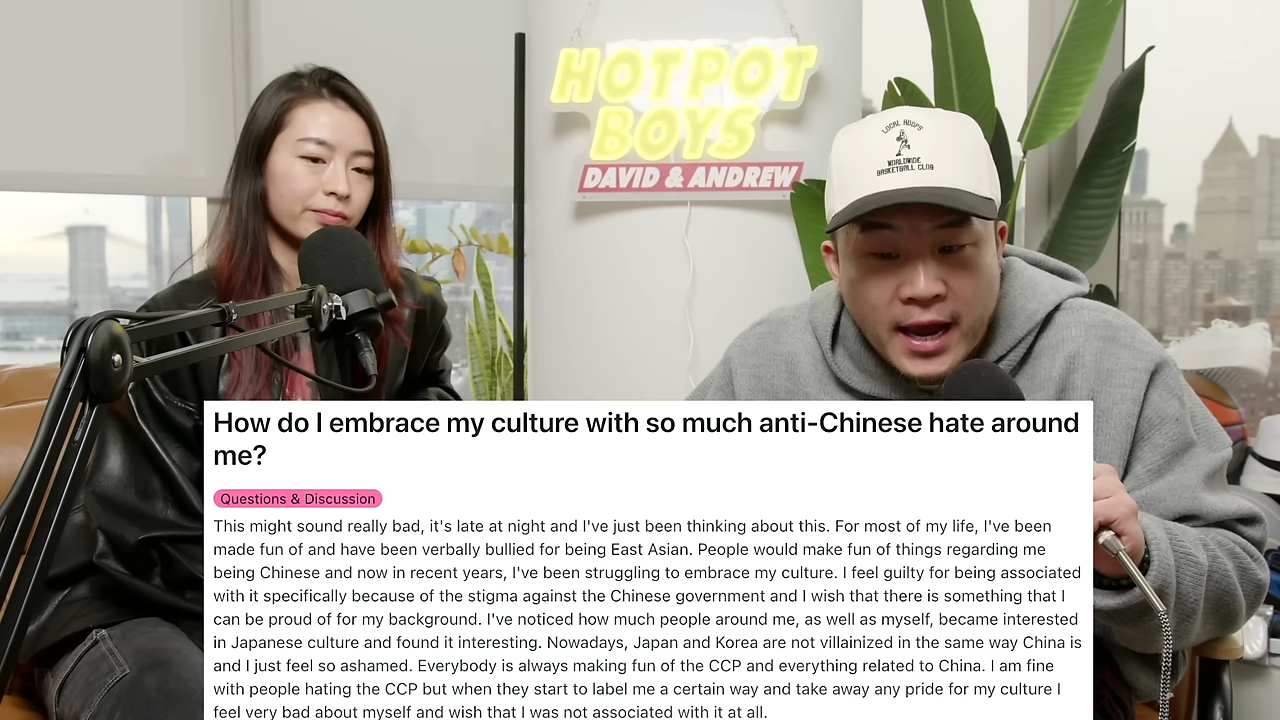 HOTPOT
BOYS
DAVID & ANDREW
LOCAL HOOPS
WORLDWIDE
BASKETBALL CLUB
How do I embrace my culture with so much anti-Chinese hate around
me?
Questions & Discussion
This might sound really bad, it's late at night and I've just been thinking about this. For most of my life, I've been
made fun of and have been verbally bullied for being East Asian. People would make fun of things regarding me
being Chinese and now in recent years, I've been struggling to embrace my culture. I feel guilty for being associated
with it specifically because of the stigma against the Chinese government and I wish that there is something that I
can be proud of for my background. I've noticed how much people around me, as well as myself, became interested
in Japanese culture and found it interesting. Nowadays, Japan and Korea are not villainized in the same way China is
and I just feel so ashamed. Everybody is always making fun of the CCP and everything related to China. I am fine
with people hating the CCP but when they start to label me a certain way and take away any pride for my culture I
feel very bad about myself and wish that I was not associated with it at all.